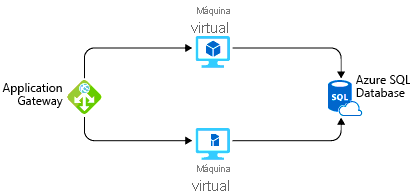 Máquina
virtual
Application
Gateway
Azure SQL
Database
SQL
Máquina
virtual